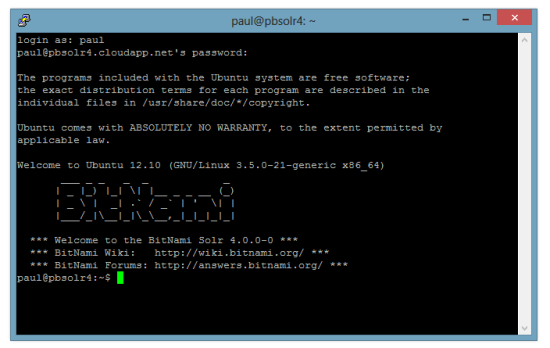 paul@pbsolr4: ~
login as: paul
paul@pbsolr4.cloudapp.net's password:
The programs included with the Ubuntu system are free software;
the exact distribution terms for each program are described in the
individual files in /usr/share/doc/*/copyright.
Ubuntu comes with ABSOLUTELY NO WARRANTY, to the extent permitted by
applicable law.
Welcome to Ubuntu 12.10 (GNU/Linux 3.5.0-21-generic x86_64)
BitNami
*** Welcome to the BitNami Solr 4.0.0-0 ***
*** BitNami Wiki:   http://wiki.bitnami.org/ ***
*** BitNami Forums: http://answers.bitnami.org/ ***
paul@pbsolr4:~$